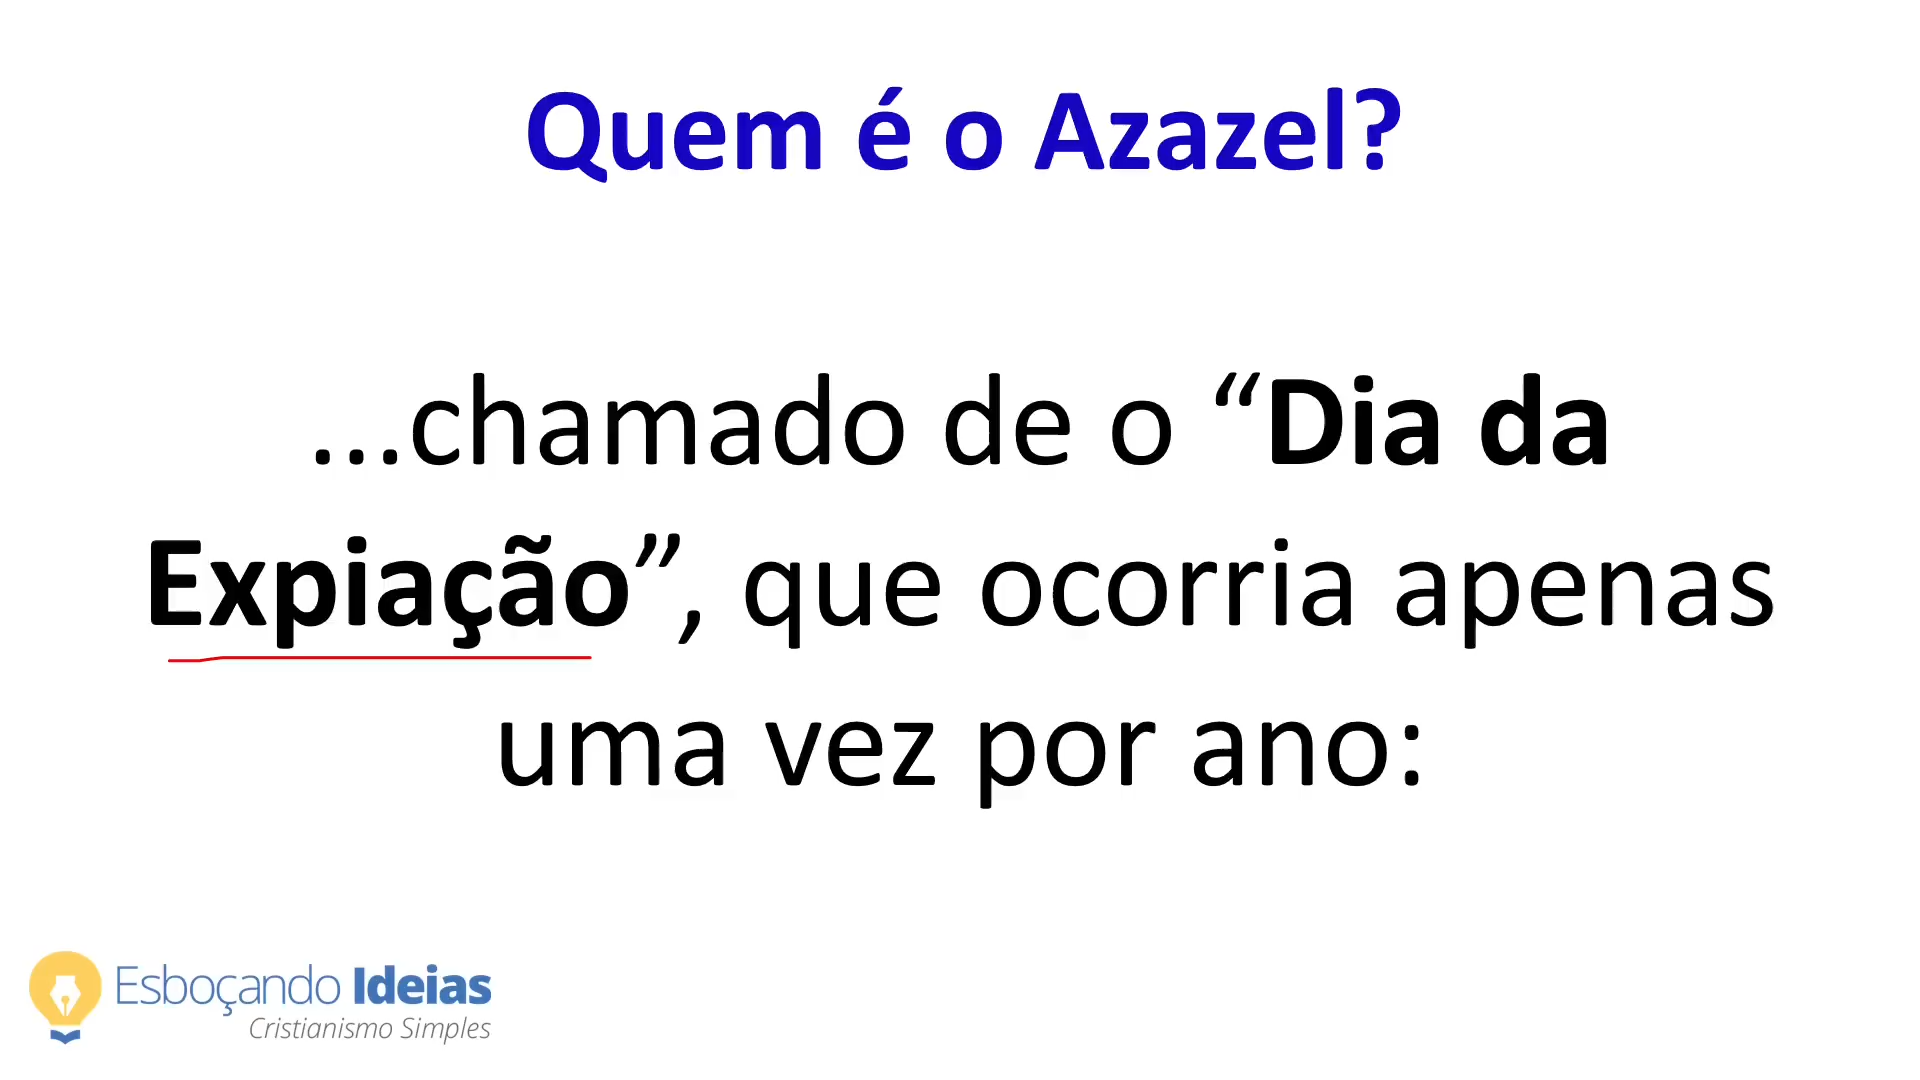 Quem é o Azazel?
...chamado de o “Dia da
Expiação”, que ocorria apenas
uma vez por ano:
Esboçando Ideias
Cristianismo Simples